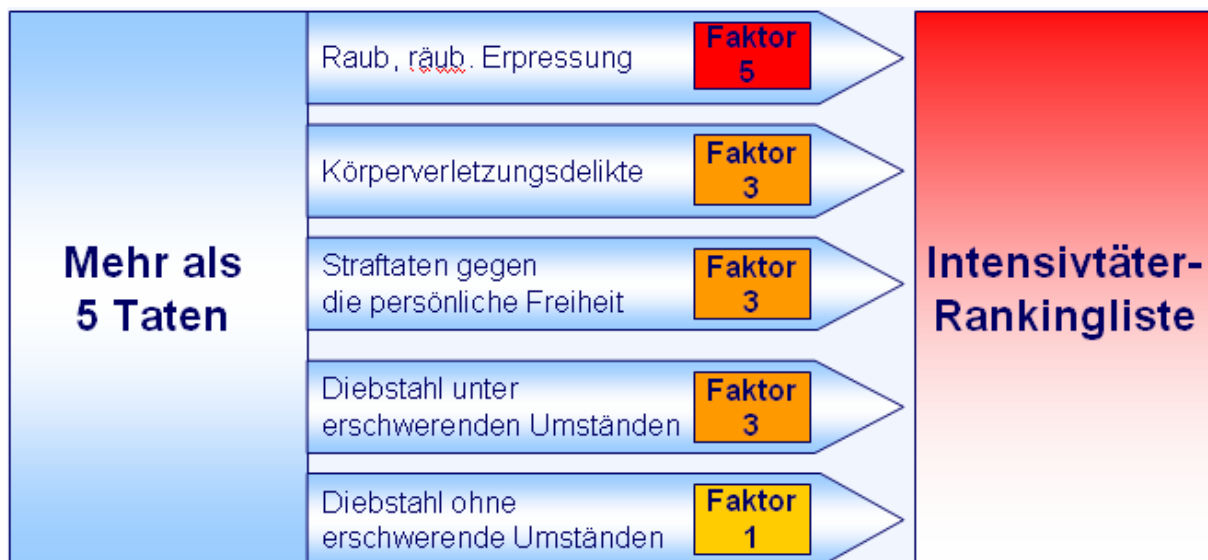 Mehr als
5 Taten
Raub, räub. Erpressung
Faktor
5
Körperverletzungsdelikte
Faktor
3
Straftaten gegen
die persönliche Freiheit
Faktor
3
Diebstahl unter
erschwerenden Umständen
Faktor
3
Diebstahl ohne
erschwerende Umständen
Faktor
1
Intensivtäter-
Rankingliste